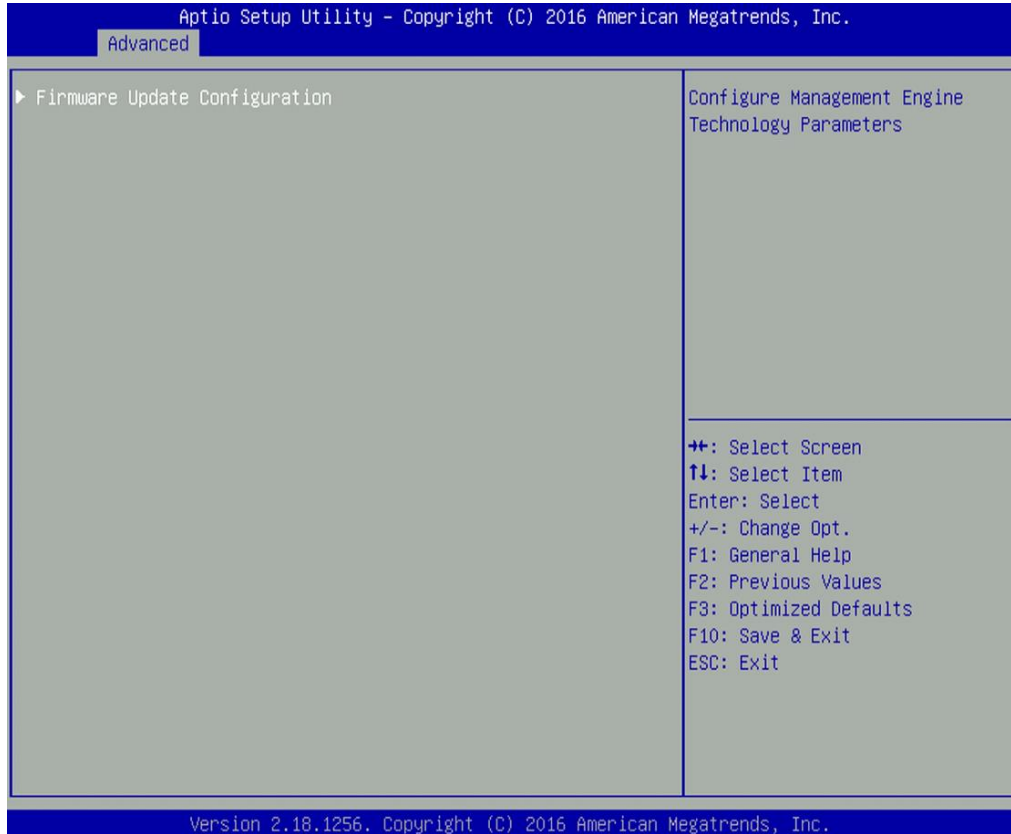 Aptio Setup Utility – Copyright (C) 2016 American Megatrends, Inc.
Advanced
▶ Firmware Update Configuration
Configure Management Engine
Technology Parameters
→←: Select Screen
↑↓: Select Item
Enter: Select
+/-: Change Opt.
F1: General Help
F2: Previous Values
F3: Optimized Defaults
F10: Save & Exit
ESC: Exit
Version 2.18.1256. Copyright (C) 2016 American Megatrends, Inc.